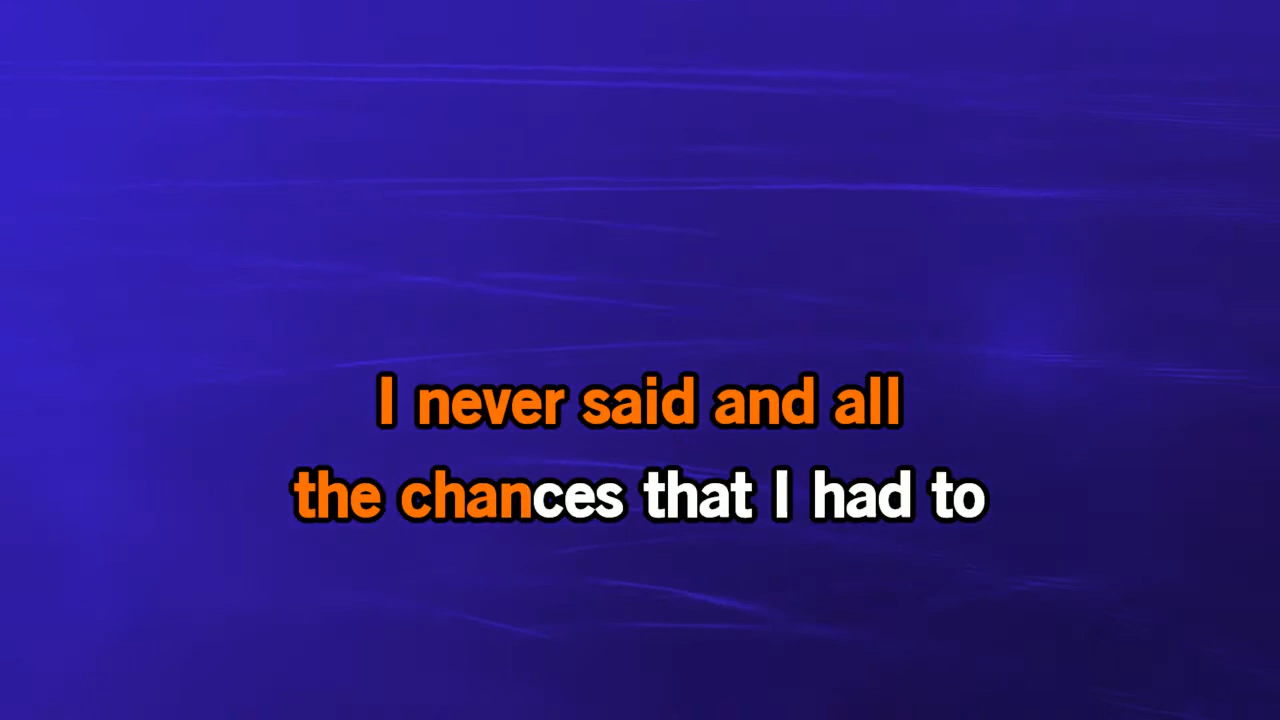 I never said and all
the chances that I had to